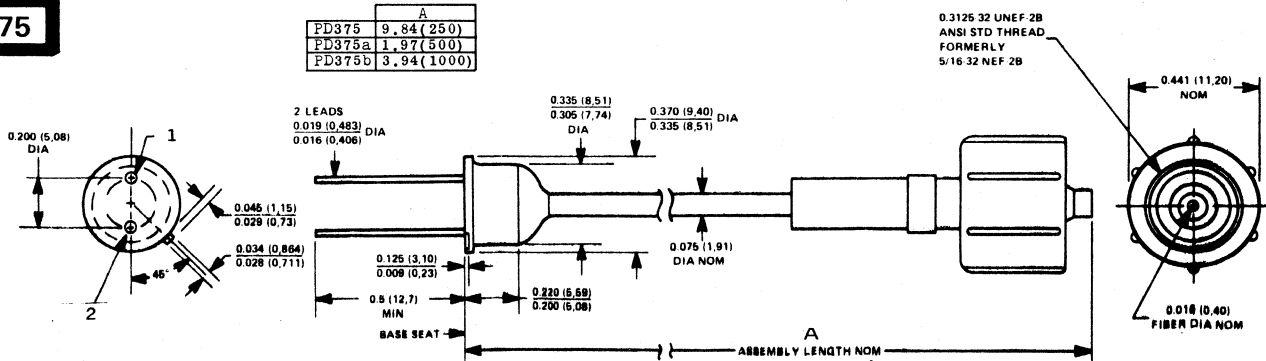 75
A
PD375 9.84(250)
PD375a 1.97(500)
PD375b 3.94(1000)
0.3125-32 UNEF-2B
ANSI STD THREAD
FORMERLY
5/16-32 NEF 2B
0.441 (11,20)
NOM
0.200 (5,08)
DIA
1
2 LEADS
0.019 (0,483)
0.016 (0,406)
DIA
0.335 (8,51)
0.305 (7,74)
DIA
0.370 (9,40)
0.335 (8,51)
DIA
0.045 (1,15)
0.029 (0,73)
0.034 (0,864)
0.028 (0,711)
45°
2
0.125 (3,10)
0.009 (0,23)
0.075 (1,91)
DIA NOM
0.5 (12,7)
MIN
0.220 (5,59)
0.200 (5,08)
BASE SEAT
A
ASSEMBLY LENGTH NOM
0.016 (0,40)
FIBER DIA NOM